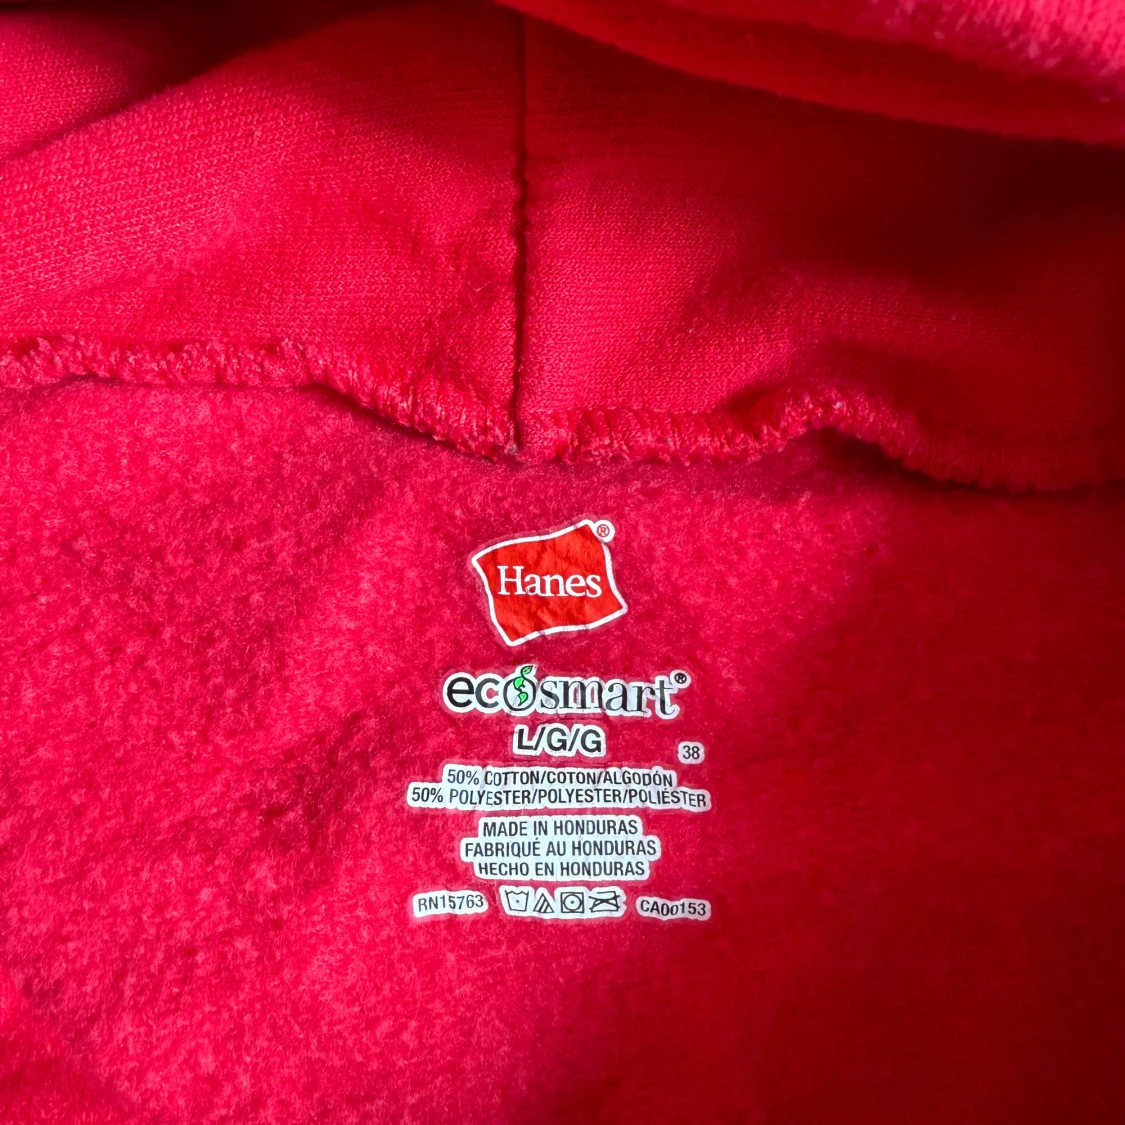 Hanes®
ecosmart®
L/G/G
38
50% COTTON/COTON/ALGODÓN
50% POLYESTER/POLYESTER/POLIÉSTER
MADE IN HONDURAS
FABRIQUÉ AU HONDURAS
HECHO EN HONDURAS
RN15763 CA00153